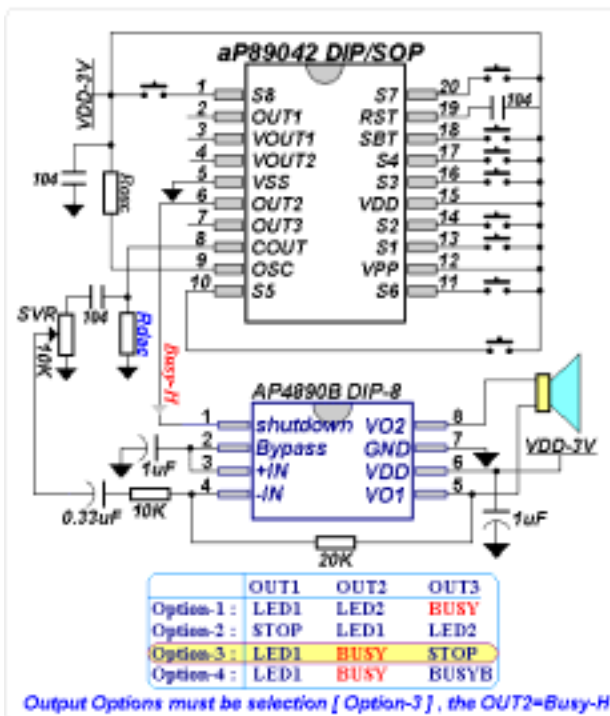 aP89042 DIP/SOP
VDD-3V
1 S8
2 OUT1
3 VOUT1
4 VOUT2
5 VSS
6 OUT2
7 OUT3
8 COUT
9 OSC
10 S5
S7 20
RST 19
SBT 18
S4 17
S3 16
VDD 15
S2 14
S1 13
VPP 12
S6 11
104
104
Rosc
SVR
104
10K
Rdac
Busy-H
AP4890B DIP-8
1 shutdown
2 Bypass
3 +IN
4 -IN
VO2 8
GND 7
VDD 6
VO1 5
VDD-3V
1uF
0.33uF
10K
20K
1uF
OUT1 OUT2 OUT3
Option-1 : LED1 LED2 BUSY
Option-2 : STOP LED1 LED2
Option-3 : LED1 BUSY STOP
Option-4 : LED1 BUSY BUSYB
Output Options must be selection [ Option-3 ] , the OUT2=Busy-H